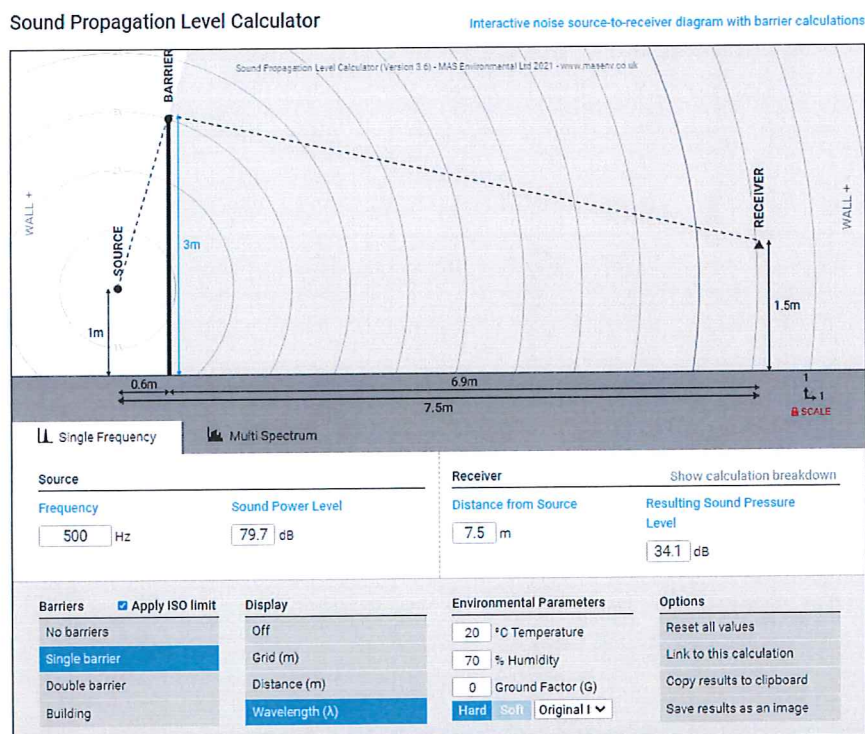 Sound Propagation Level Calculator
Interactive noise source-to-receiver diagram with barrier calculations
Sound Propagation Level Calculator (Version 3.6) - MAS Environmental Ltd 2021 - www.masenv.co.uk
BARRIER
WALL +
SOURCE
3m
RECEIVER
WALL +
1m
1.5m
0.6m
6.9m
7.5m
1
1
SCALE
Single Frequency
Multi Spectrum
Source
Receiver
Show calculation breakdown
Frequency
Sound Power Level
Distance from Source
Resulting Sound Pressure
Level
500 Hz
79.7 dB
7.5 m
34.1 dB
Barriers
Apply ISO limit
Display
Environmental Parameters
Options
No barriers
Off
20 °C Temperature
Reset all values
Single barrier
Grid (m)
70 % Humidity
Link to this calculation
Double barrier
Distance (m)
0 Ground Factor (G)
Copy results to clipboard
Building
Wavelength (λ)
Hard Soft Original I
Save results as an image